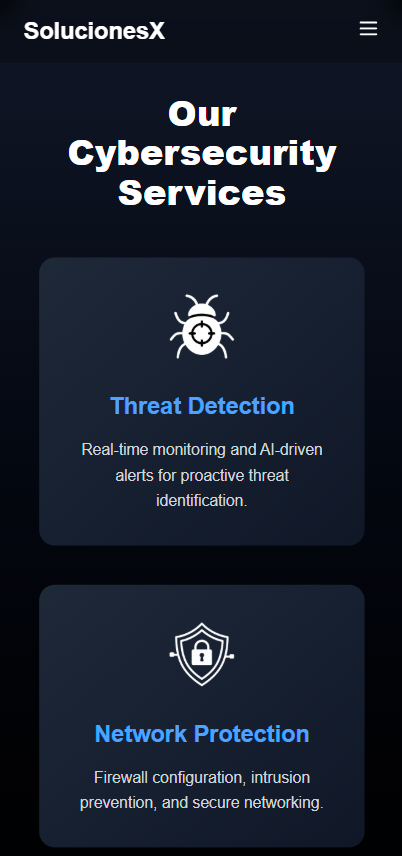 SolucionesX
Our
Cybersecurity
Services
Threat Detection
Real-time monitoring and AI-driven
alerts for proactive threat
identification.
Network Protection
Firewall configuration, intrusion
prevention, and secure networking.